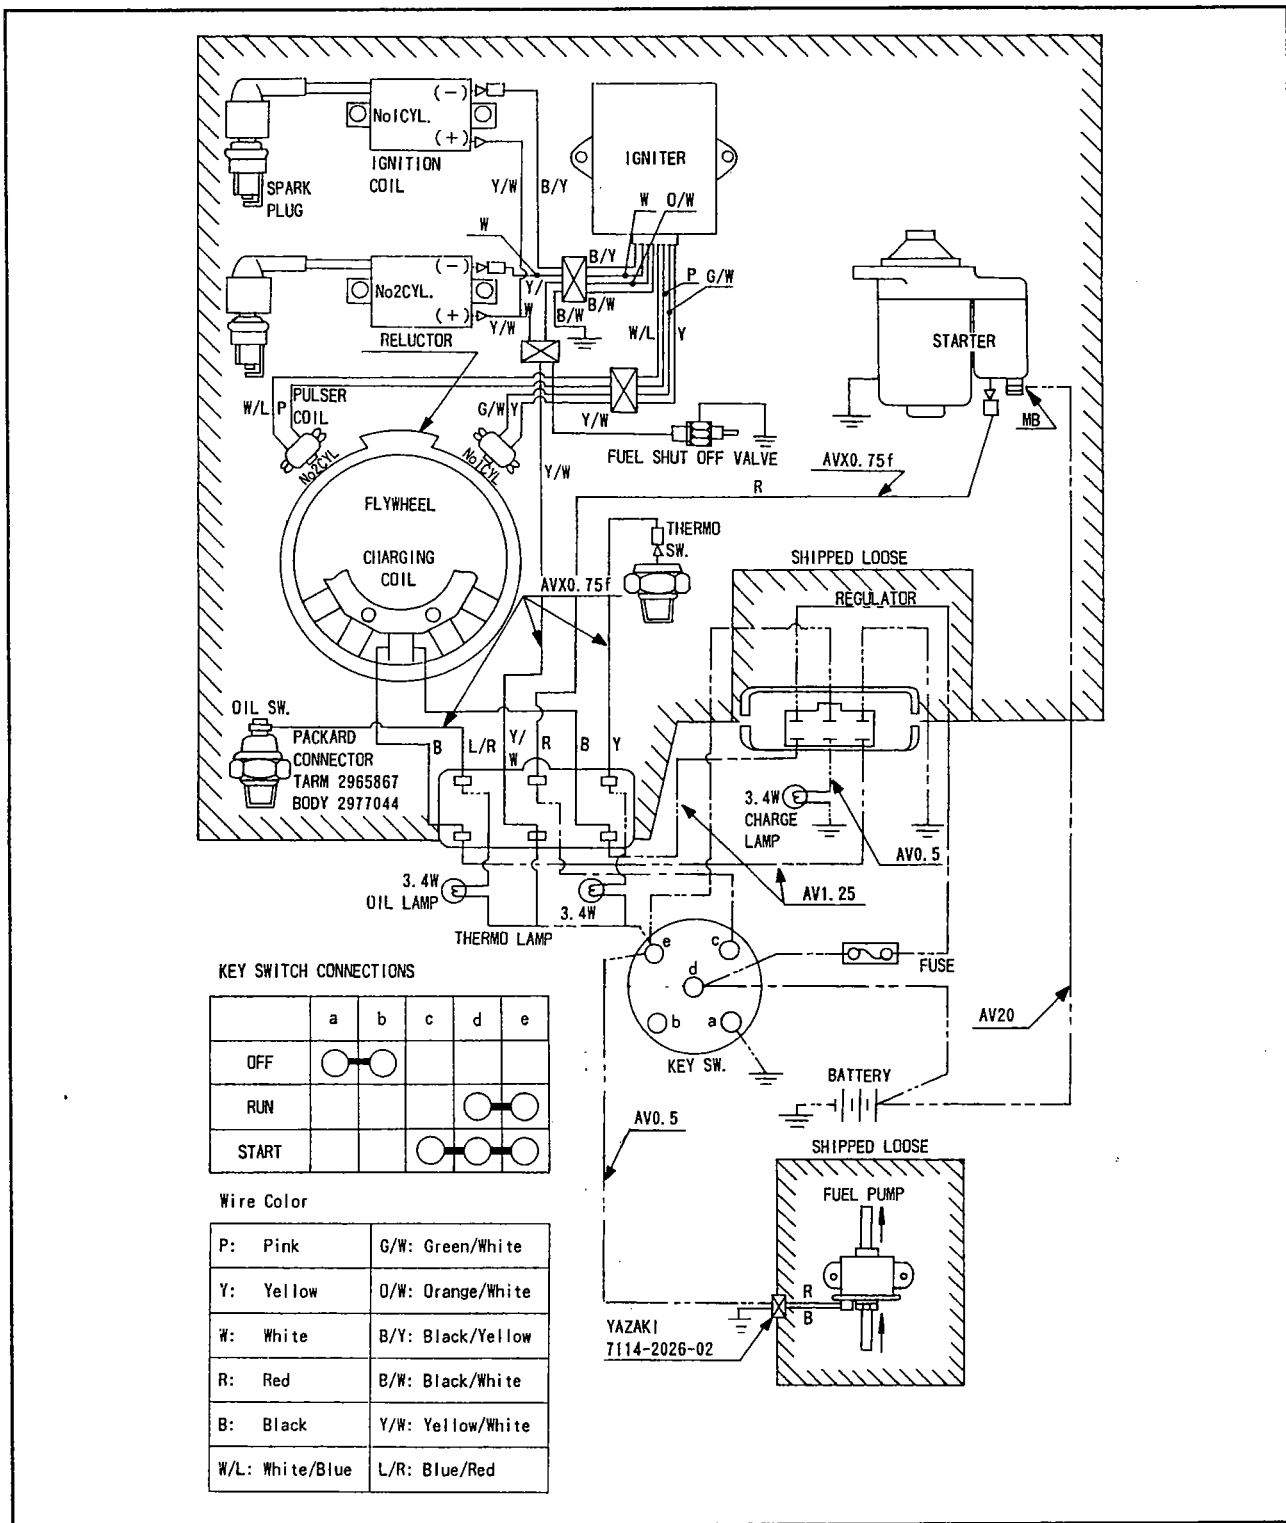 (-)
No1CYL.
(+)
IGNITION
COIL
SPARK
PLUG
Y/W
B/Y
IGNITER
W
O/W
W
B/Y
P
G/W
(-)
No2CYL.
(+)
Y/
W
B/W
B/W
Y/W
RELUCTOR
W/L
Y
STARTER
MB
W/L
P
PULSER
COIL
G/W
Y
Y/W
No2CYL
No1CYL
FUEL SHUT OFF VALVE
Y/W
AVX0.75f
R
FLYWHEEL
CHARGING
COIL
THERMO
SW.
AVX0.75f
SHIPPED LOOSE
REGULATOR
OIL SW.
PACKARD
CONNECTOR
TARM 2965867
BODY 2977044
B
L/R
Y/
W
R
B
Y
3.4W
CHARGE
LAMP
AV0.5
AV1.25
3.4W
OIL LAMP
3.4W
THERMO LAMP
e
c
d
b
a
KEY SW.
FUSE
AV20
BATTERY
KEY SWITCH CONNECTIONS
a b c d e
OFF
RUN
START
AV0.5
SHIPPED LOOSE
FUEL PUMP
R
B
YAZAKI
7114-2026-02
Wire Color
P: Pink G/W: Green/White
Y: Yellow O/W: Orange/White
W: White B/Y: Black/Yellow
R: Red B/W: Black/White
B: Black Y/W: Yellow/White
W/L: White/Blue L/R: Blue/Red